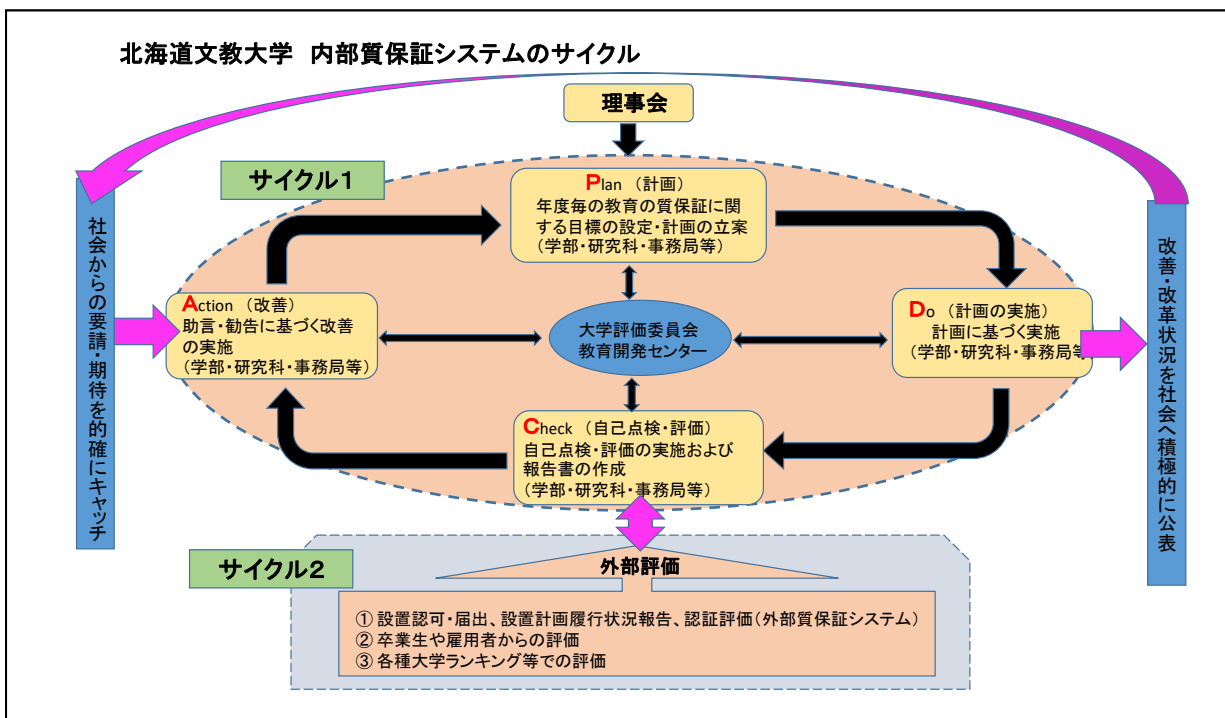 北海道文教大学 内部質保証システムのサイクル
理事会
サイクル1
Plan (計画)
年度毎の教育の質保証に関
する目標の設定・計画の立案
(学部・研究科・事務局等)
社会からの要請・期待を的確にキャッチ
Action (改善)
助言・勧告に基づく改善
の実施
(学部・研究科・事務局等)
大学評価委員会
教育開発センター
Do (計画の実施)
計画に基づく実施
(学部・研究科・事務局等)
改善・改革状況を社会へ積極的に公表
Check (自己点検・評価)
自己点検・評価の実施および
報告書の作成
(学部・研究科・事務局等)
サイクル2
外部評価
① 設置認可・届出、設置計画履行状況報告、認証評価(外部質保証システム)
② 卒業生や雇用者からの評価
③ 各種大学ランキング等での評価